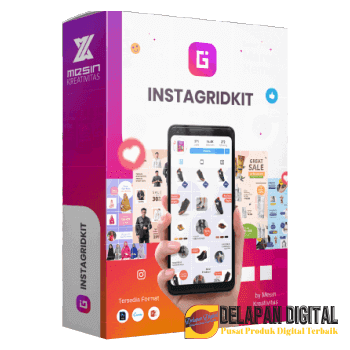 mesin
KREATIVITAS
INSTAGRIDKIT
GREAT
SALE
INSTAGRIDKIT
Tersedia Format
by Mesin
Kreativitas
DELAPAN DIGITAL
Pusat Produk Digital Terbaik